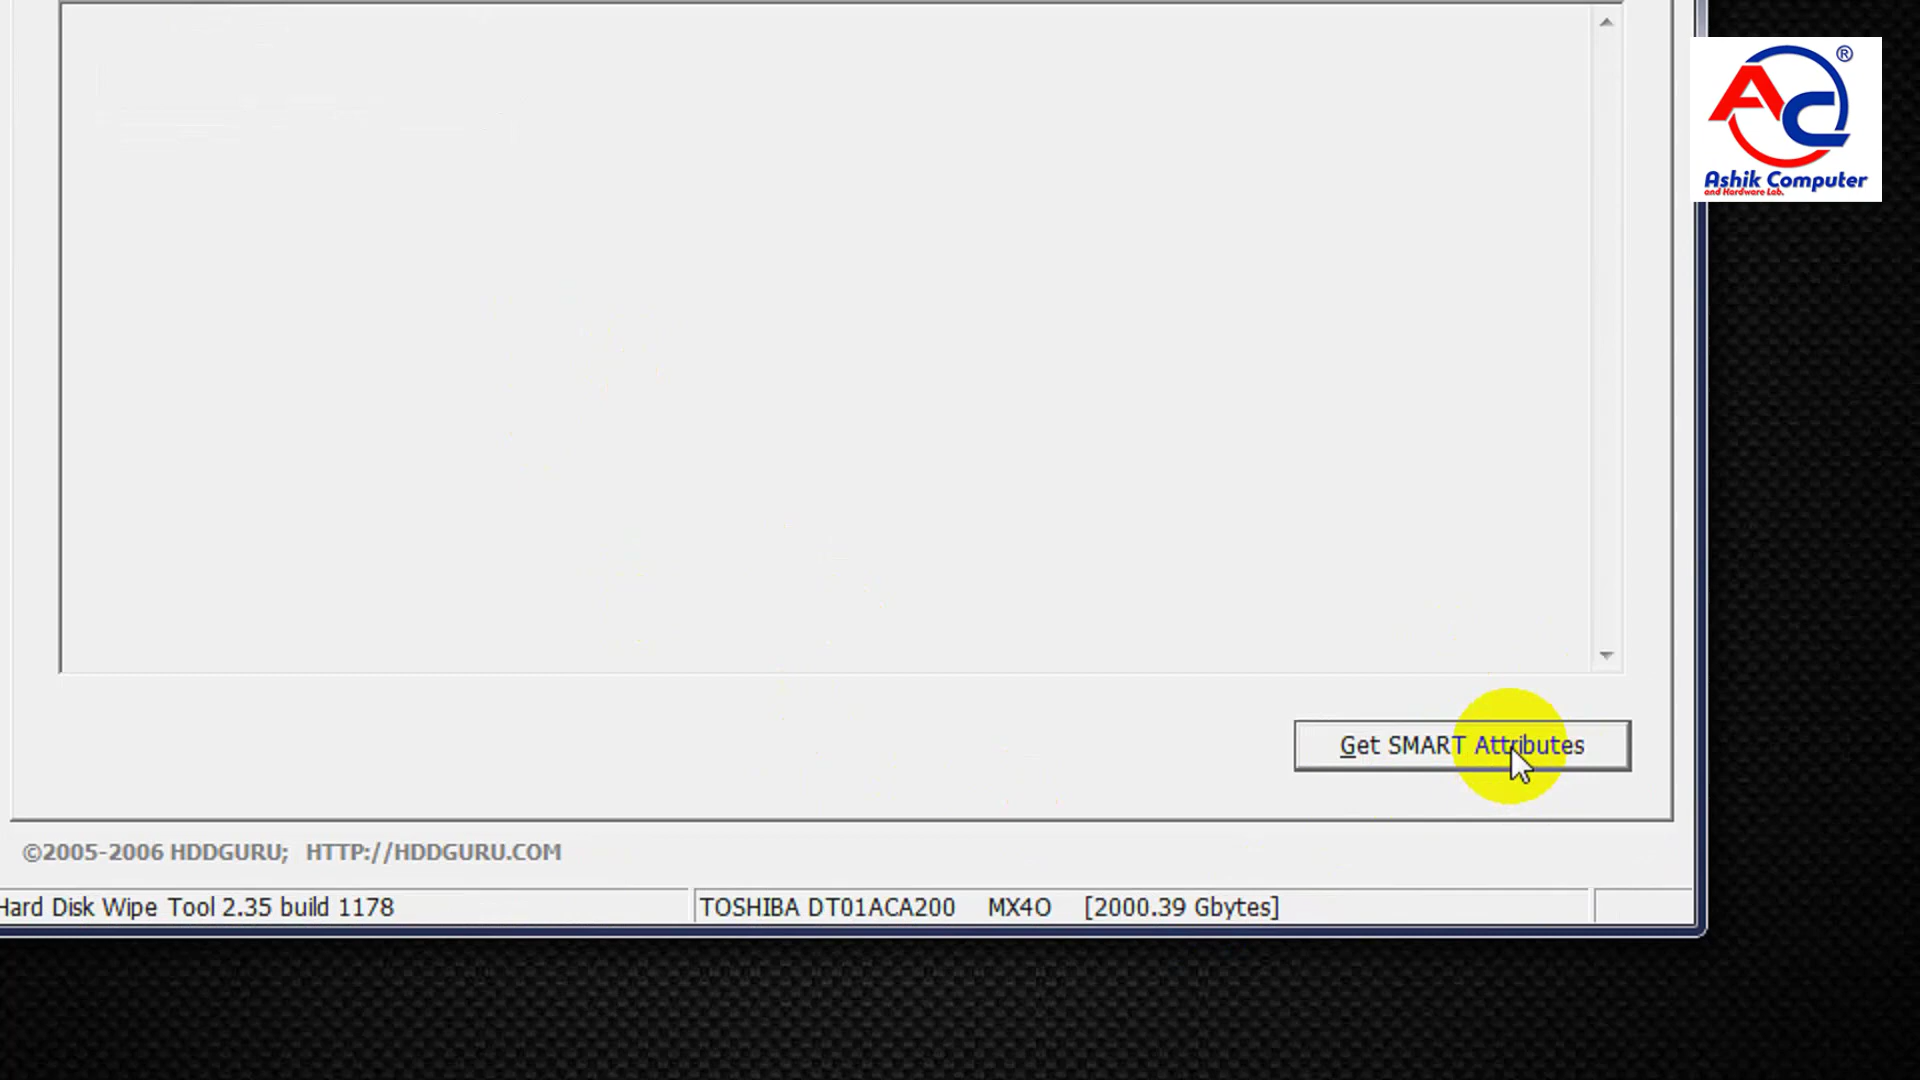 AC ®
Ashik Computer
and Hardware Lab.
Get SMART Attributes
©2005-2006 HDDGURU; HTTP://HDDGURU.COM
Hard Disk Wipe Tool 2.35 build 1178
TOSHIBA DT01ACA200 MX4O [2000.39 Gbytes]